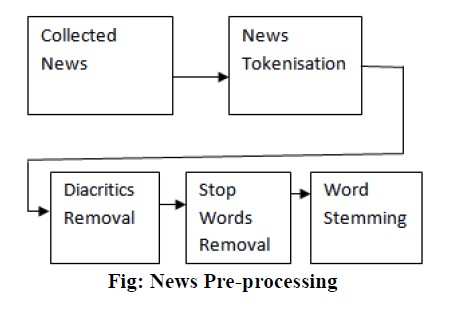 Collected
News
News
Tokenisation
Diacritics
Removal
Stop
Words
Removal
Word
Stemming
Fig: News Pre-processing